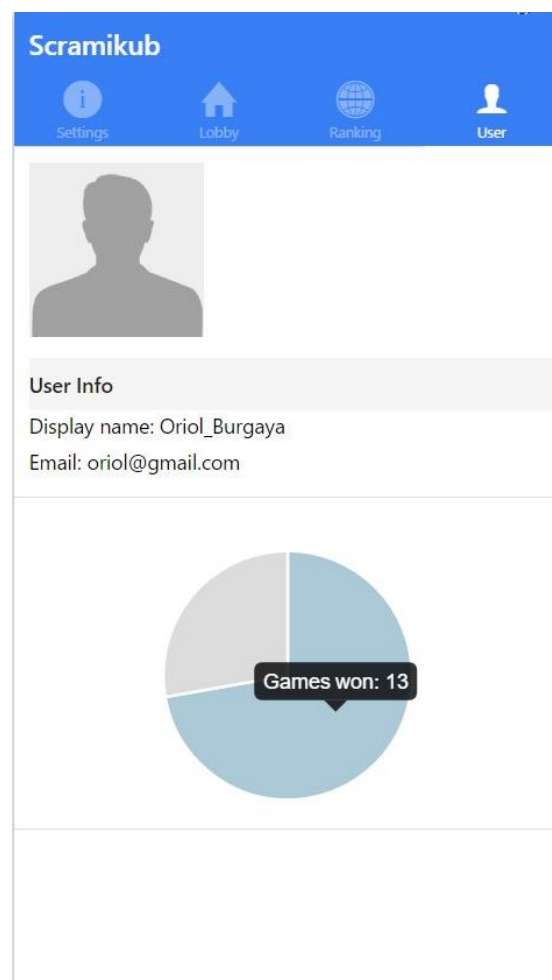 Scramikub
Settings Lobby Ranking User
User Info
Display name: Oriol_Burgaya
Email: oriol@gmail.com
Games won: 13